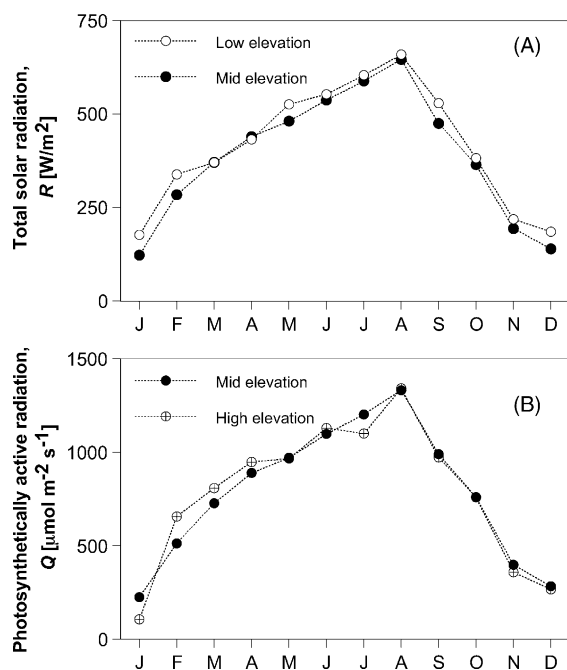 Total solar radiation,
R [W/m2]
750
500
250
0
Low elevation
Mid elevation
(A)
J F M A M J J A S O N D
Photosynthetically active radiation,
Q [μmol m-2 s-1]
1500
1000
500
0
Mid elevation
High elevation
(B)
J F M A M J J A S O N D